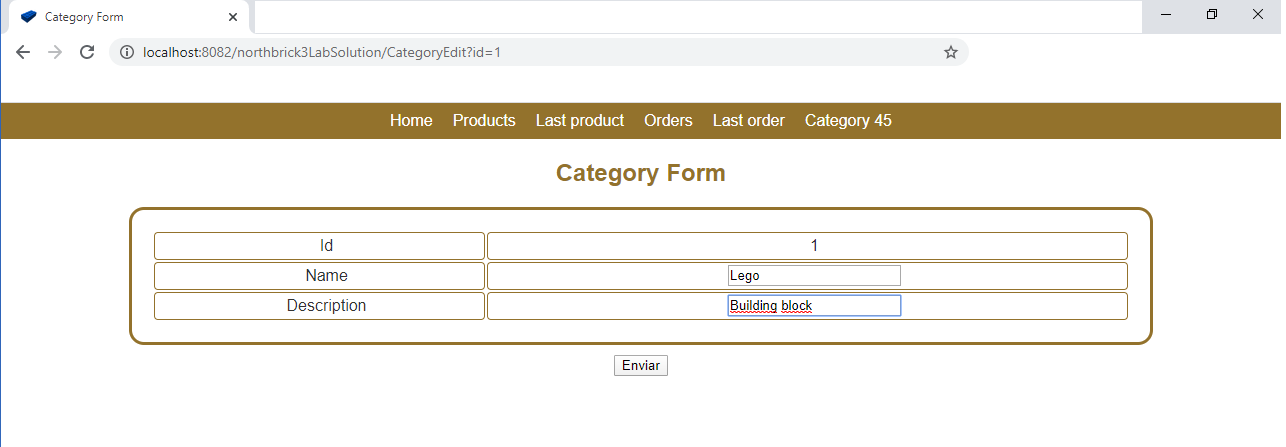 Category Form
localhost:8082/northbrick3LabSolution/CategoryEdit?id=1
Home Products Last product Orders Last order Category 45
Category Form
Id 1
Name Lego
Description Building block
Enviar